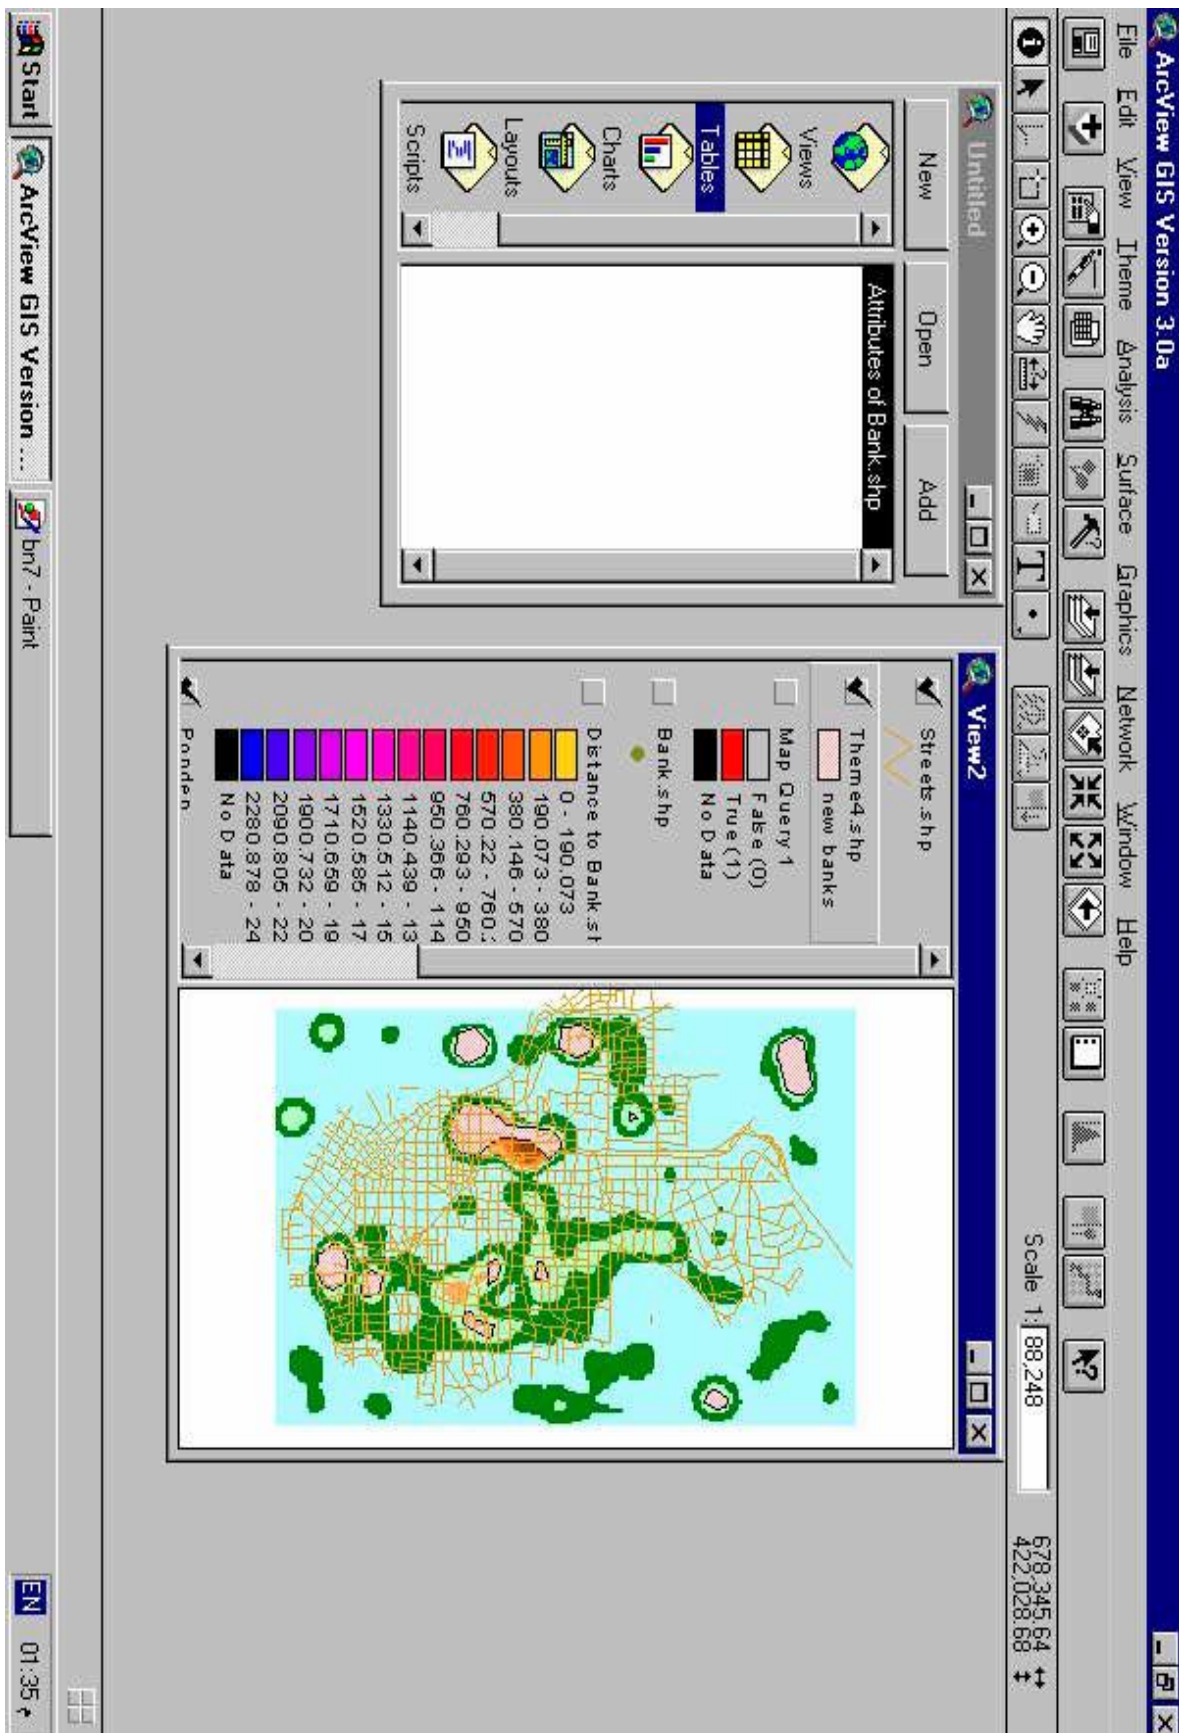 ArcView GIS Version 3.0a
File Edit View Theme Analysis Surface Graphics Network Window Help
Scale 1: 88,248
678,345.64
422,028.68
Untitled
New Open Add
Views
Tables
Charts
Layouts
Scripts
Attributes of Bank.shp
View2
Streets.shp
Theme4.shp
new banks
Map Query 1
False (0)
True (1)
No Data
Bank.shp
Distance to Bank.sh
0 - 190.073
190.073 - 380
380.146 - 570
570.22 - 760.
760.293 - 950
950.366 - 114
1140.439 - 13
1330.512 - 15
1520.585 - 17
1710.659 - 19
1900.732 - 20
2090.805 - 22
2280.878 - 24
No Data
Start
ArcView GIS Version ...
bn7 - Paint
EN 01:35